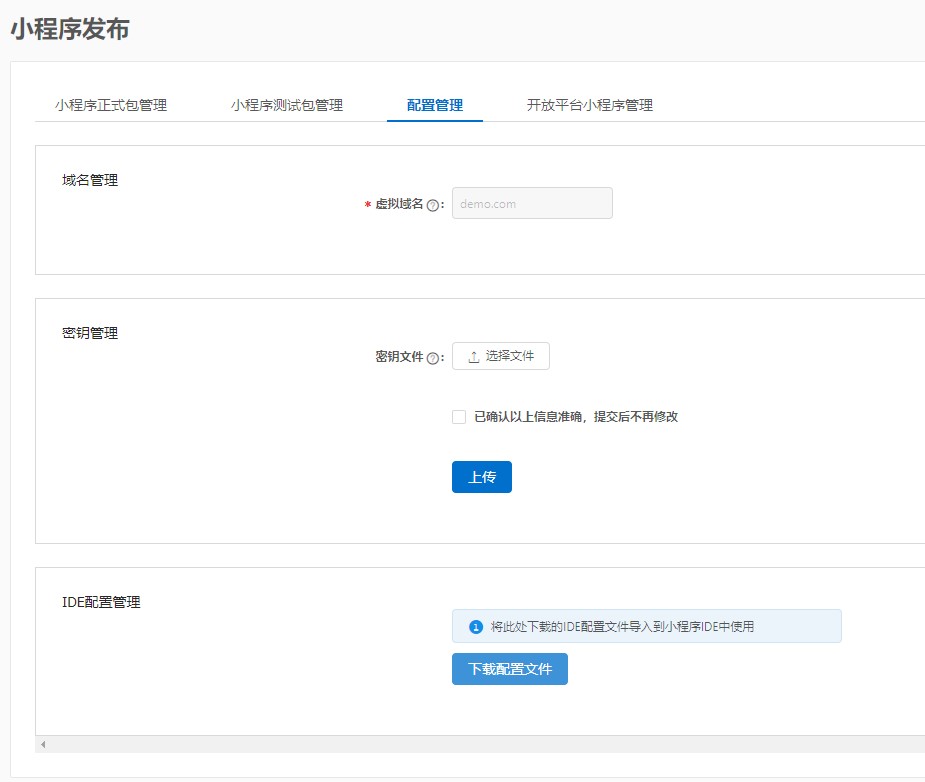 小程序发布
小程序正式包管理 小程序测试包管理 配置管理 开放平台小程序管理
域名管理
* 虚拟域名 ? : demo.com
密钥管理
密钥文件 ? : 选择文件
已确认以上信息准确，提交后不再修改
上传
IDE配置管理
将此处下载的IDE配置文件导入到小程序IDE中使用
下载配置文件